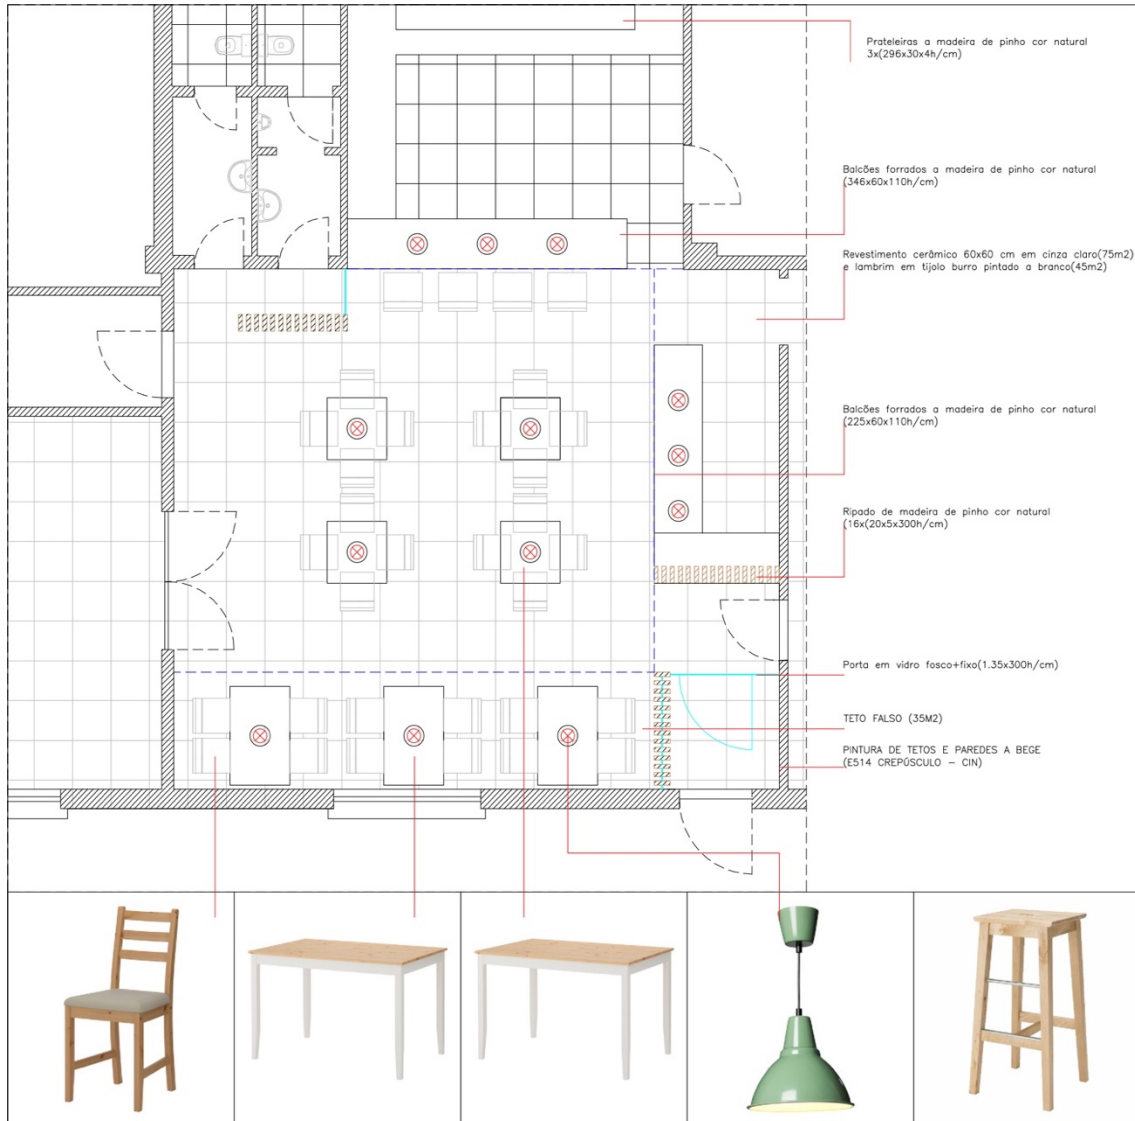 Prateleiras a madeira de pinho cor natural
3x(296x30x4h/cm)
Balcões forrados a madeira de pinho cor natural
(346x60x110h/cm)
Revestimento cerâmico 60x60 cm em cinza claro(75m2)
e lambrim em tijolo burro pintado a branco(45m2)
Balcões forrados a madeira de pinho cor natural
(225x60x110h/cm)
Ripado de madeira de pinho cor natural
(16x(20x5x300h/cm)
Porta em vidro fosco+fixo(1.35x300h/cm)
TETO FALSO (35M2)
PINTURA DE TETOS E PAREDES A BEGE
(E514 CREPÚSCULO – CIN)